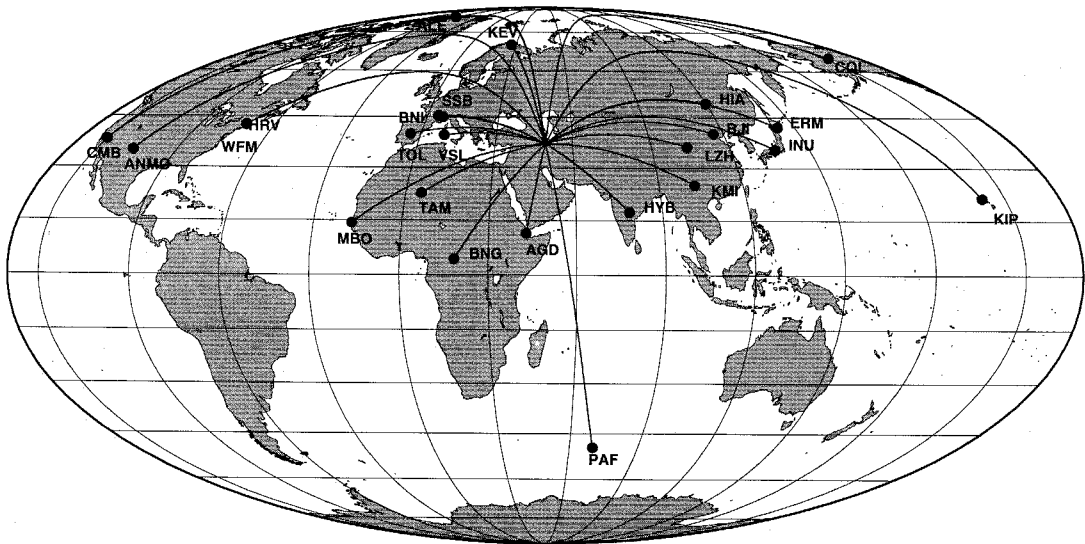 ALE
KEV
COL
SSB
HIA
BNI
HRV
ERM
BJI
CMB
ANMO
WFM
TOL
VSL
INU
LZH
KMI
TAM
HYB
KIP
MBO
BNG
AGD
PAF